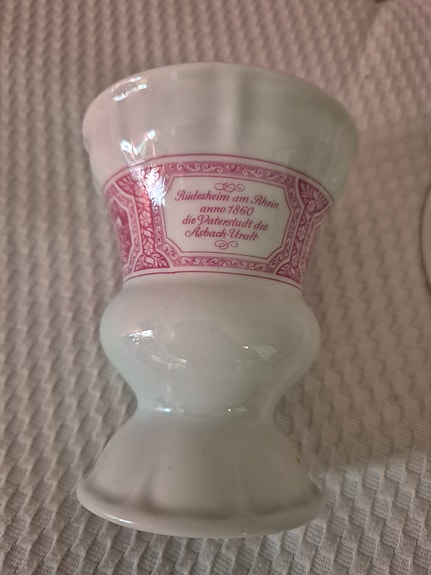 Rüdesheim am Rhein
anno 1860
die Vaterstadt des
Asbach-Uralt